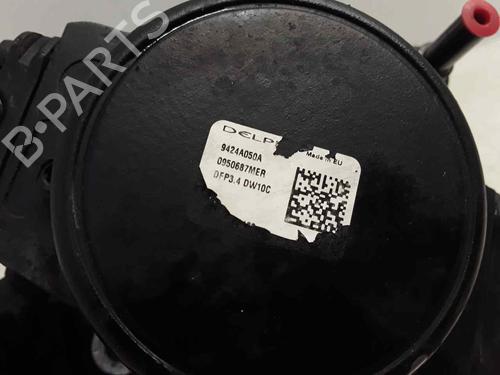 DELP
Made in EU
9424A050A
0950687MER
DFP3.4 DW10C
B-PARTS